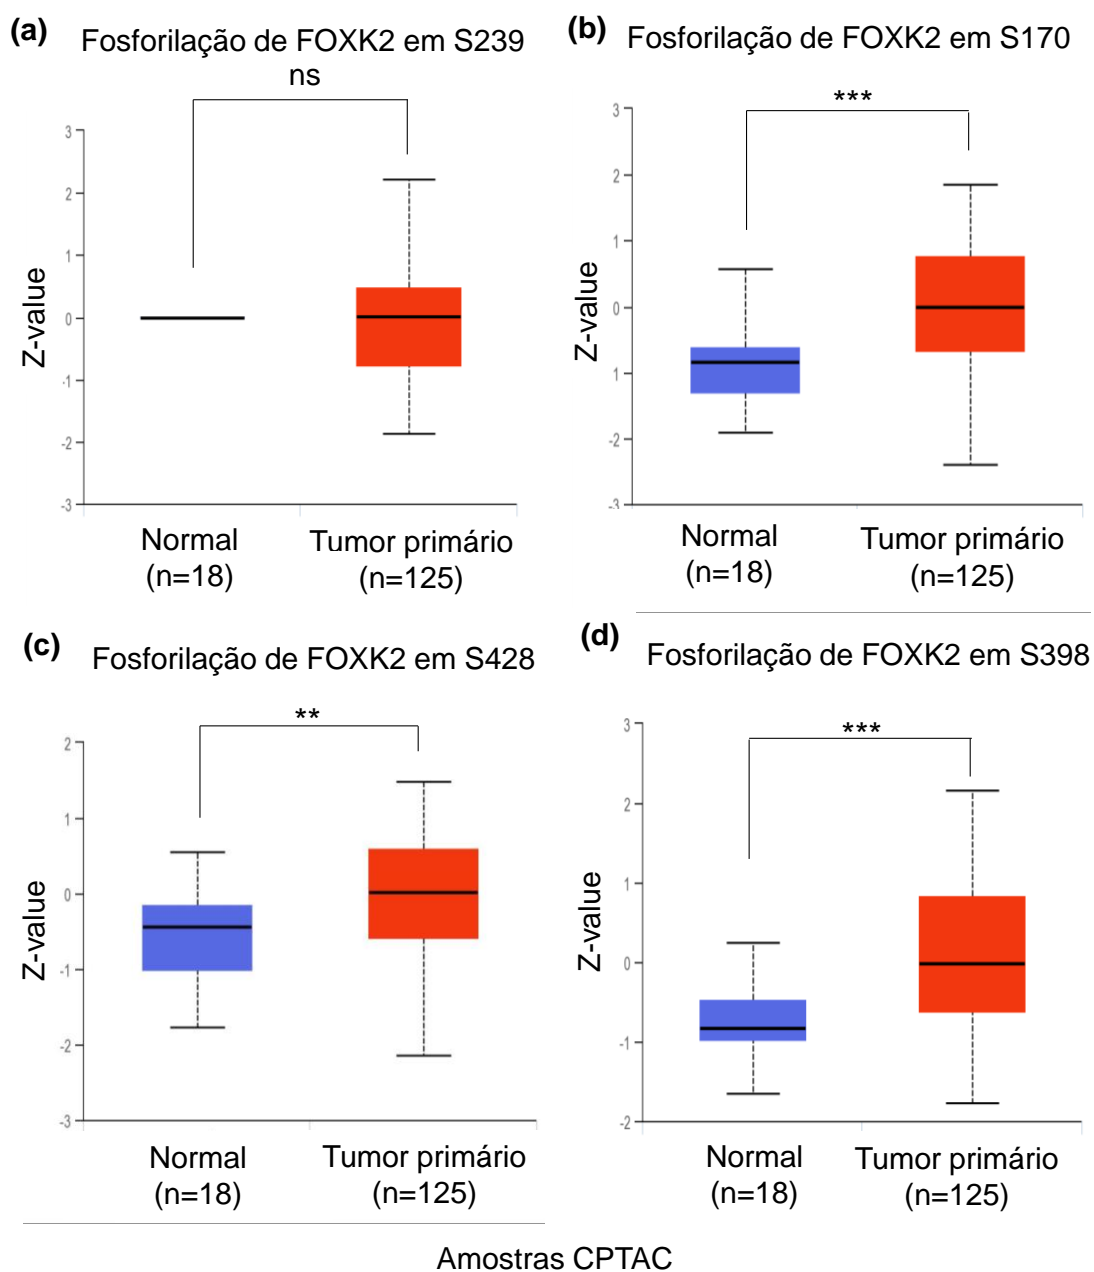 (a) Fosforilação de FOXK2 em S239
ns
3
2
1
0
-1
-2
-3
Z-value
Normal
(n=18)
Tumor primário
(n=125)
(b) Fosforilação de FOXK2 em S170
***
3
2
1
0
1
-2
-3
Z-value
Normal
(n=18)
Tumor primário
(n=125)
(c) Fosforilação de FOXK2 em S428
**
2
1
0
-1
-2
-3
Z-value
Normal
(n=18)
Tumor primário
(n=125)
(d) Fosforilação de FOXK2 em S398
***
3
2
1
0
-1
-2
Z-value
Normal
(n=18)
Tumor primário
(n=125)
Amostras CPTAC